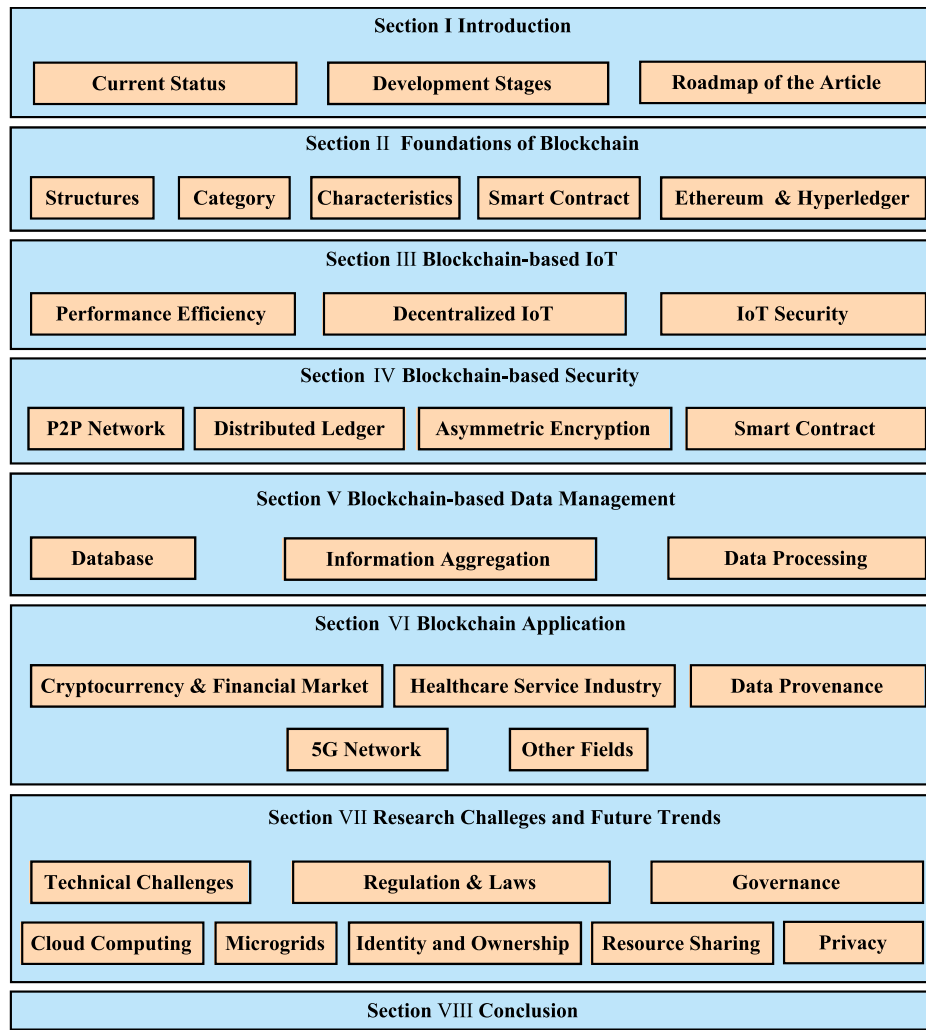 Section I Introduction
Current Status
Development Stages
Roadmap of the Article
Section II Foundations of Blockchain
Structures
Category
Characteristics
Smart Contract
Ethereum & Hyperledger
Section III Blockchain-based IoT
Performance Efficiency
Decentralized IoT
IoT Security
Section IV Blockchain-based Security
P2P Network
Distributed Ledger
Asymmetric Encryption
Smart Contract
Section V Blockchain-based Data Management
Database
Information Aggregation
Data Processing
Section VI Blockchain Application
Cryptocurrency & Financial Market
Healthcare Service Industry
Data Provenance
5G Network
Other Fields
Section VII Research Challeges and Future Trends
Technical Challenges
Regulation & Laws
Governance
Cloud Computing
Microgrids
Identity and Ownership
Resource Sharing
Privacy
Section VIII Conclusion